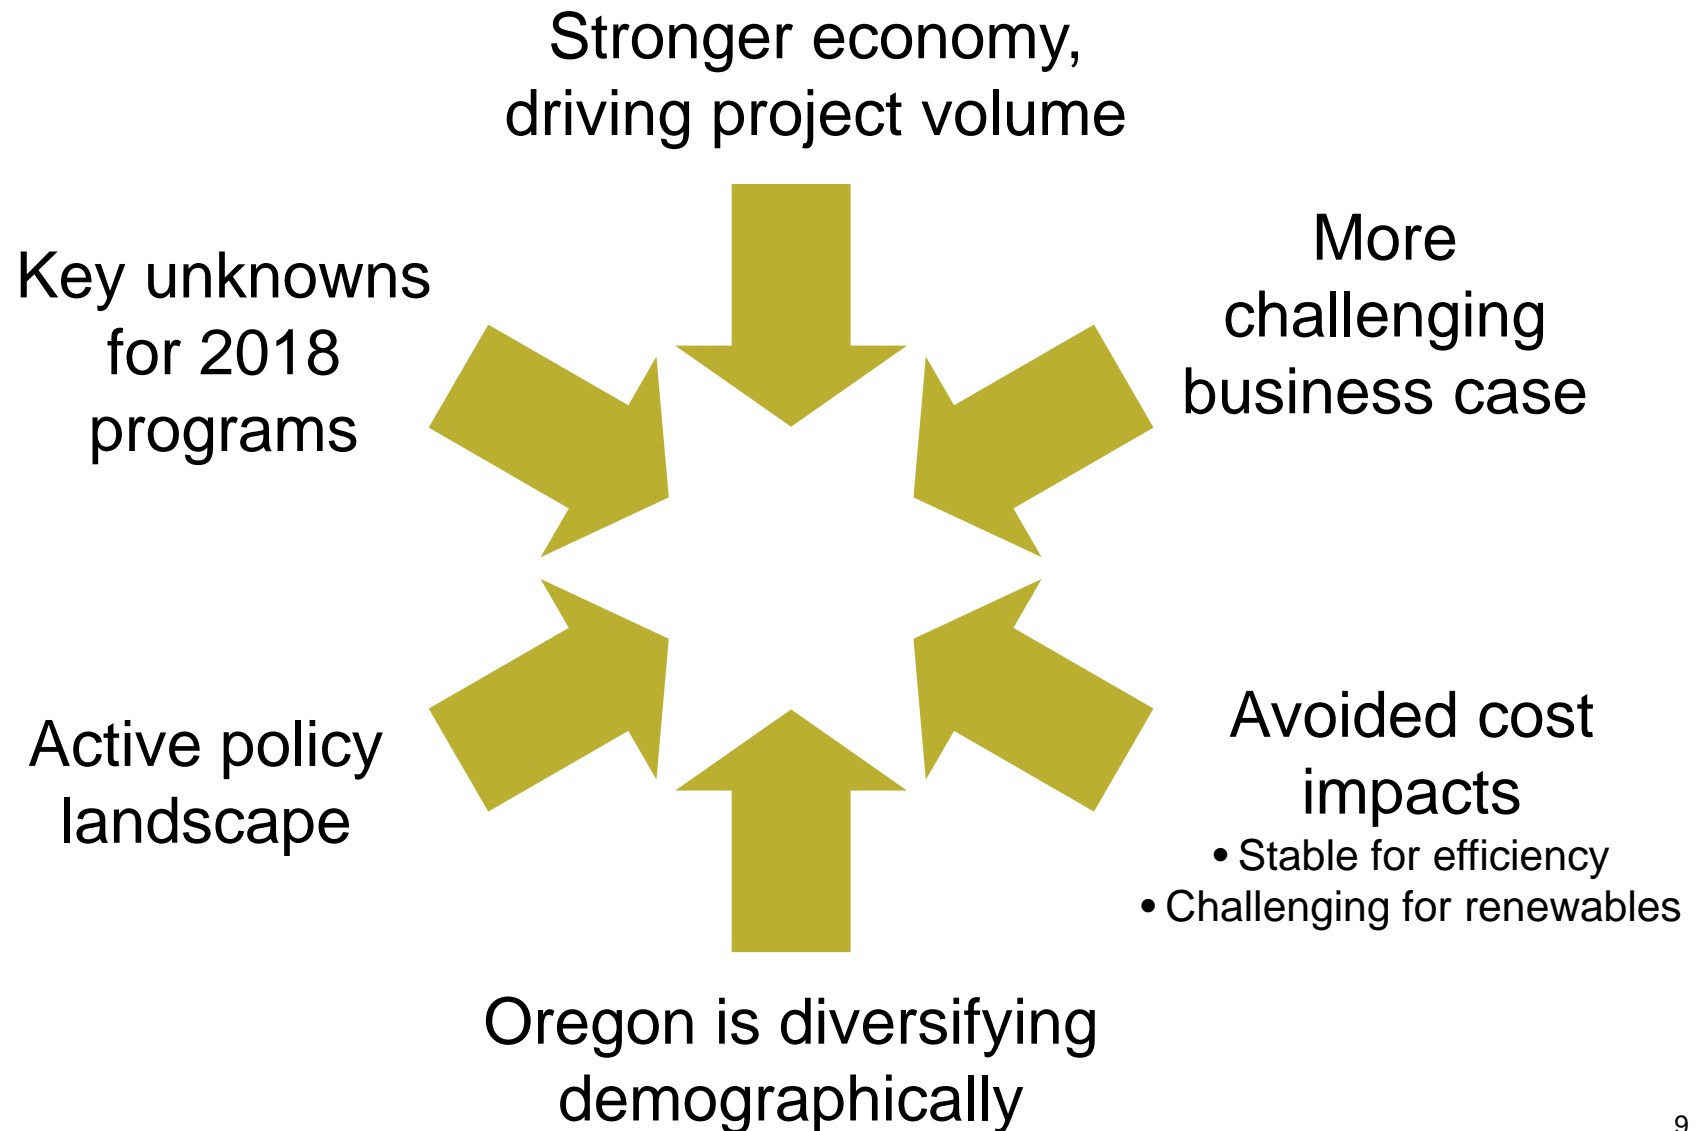 Stronger economy,
driving project volume
More
challenging
business case
Key unknowns
for 2018
programs
Avoided cost
impacts
• Stable for efficiency
• Challenging for renewables
Active policy
landscape
Oregon is diversifying
demographically
9